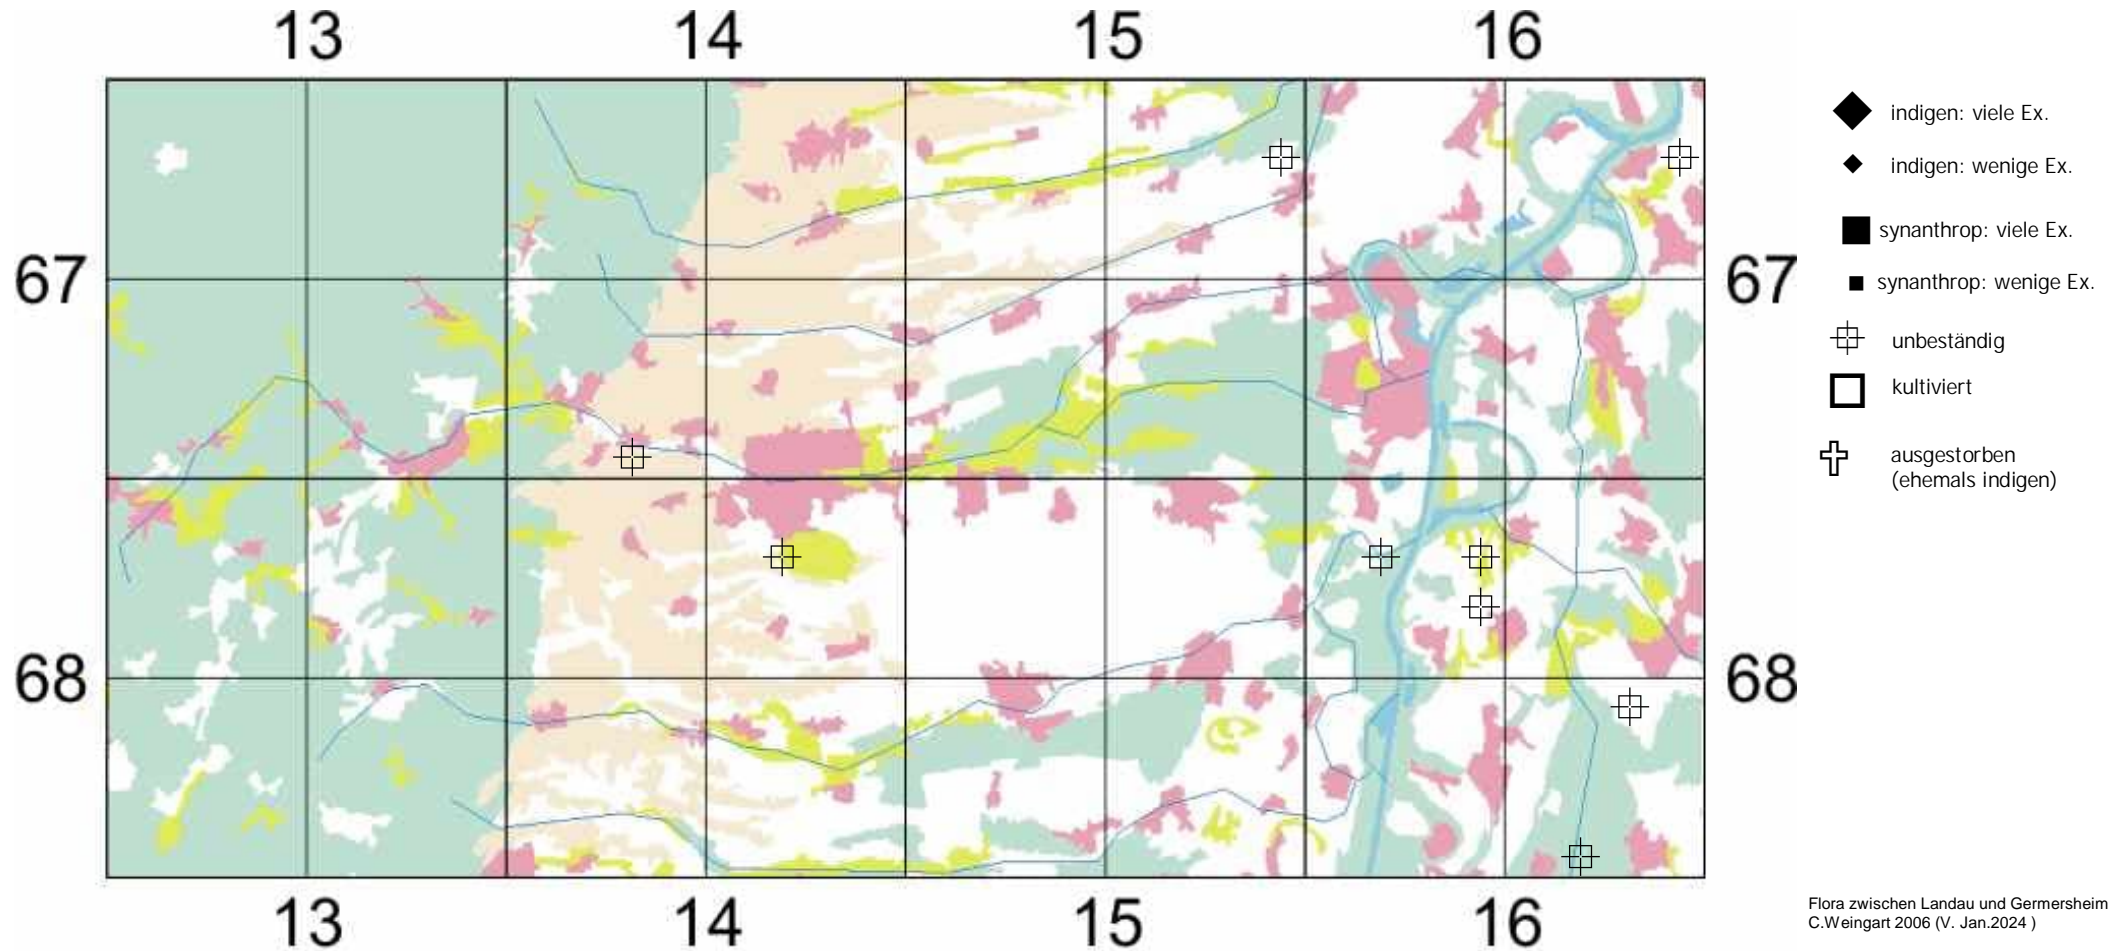 13 14 15 16
67 67
68 68
13 14 15 16
indigen: viele Ex.
indigen: wenige Ex.
synanthrop: viele Ex.
synanthrop: wenige Ex.
unbeständig
kultiviert
ausgestorben
(ehemals indigen)
Flora zwischen Landau und Germersheim
C.Weingart 2006 (V. Jan.2024 )